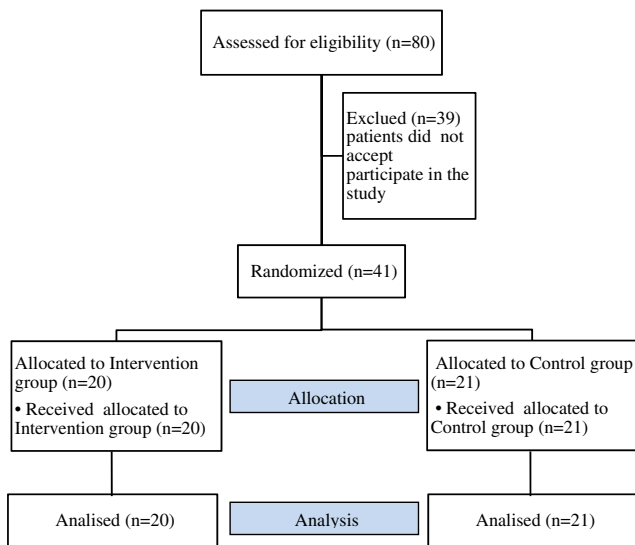 Assessed for eligibility (n=80)
Exclued (n=39)
patients did not
accept
participate in the
study
Randomized (n=41)
Allocated to Intervention
group (n=20)
• Received allocated to
Intervention group (n=20)
Allocation
Allocated to Control group
(n=21)
• Received allocated to
Control group (n=21)
Analised (n=20)
Analysis
Analised (n=21)